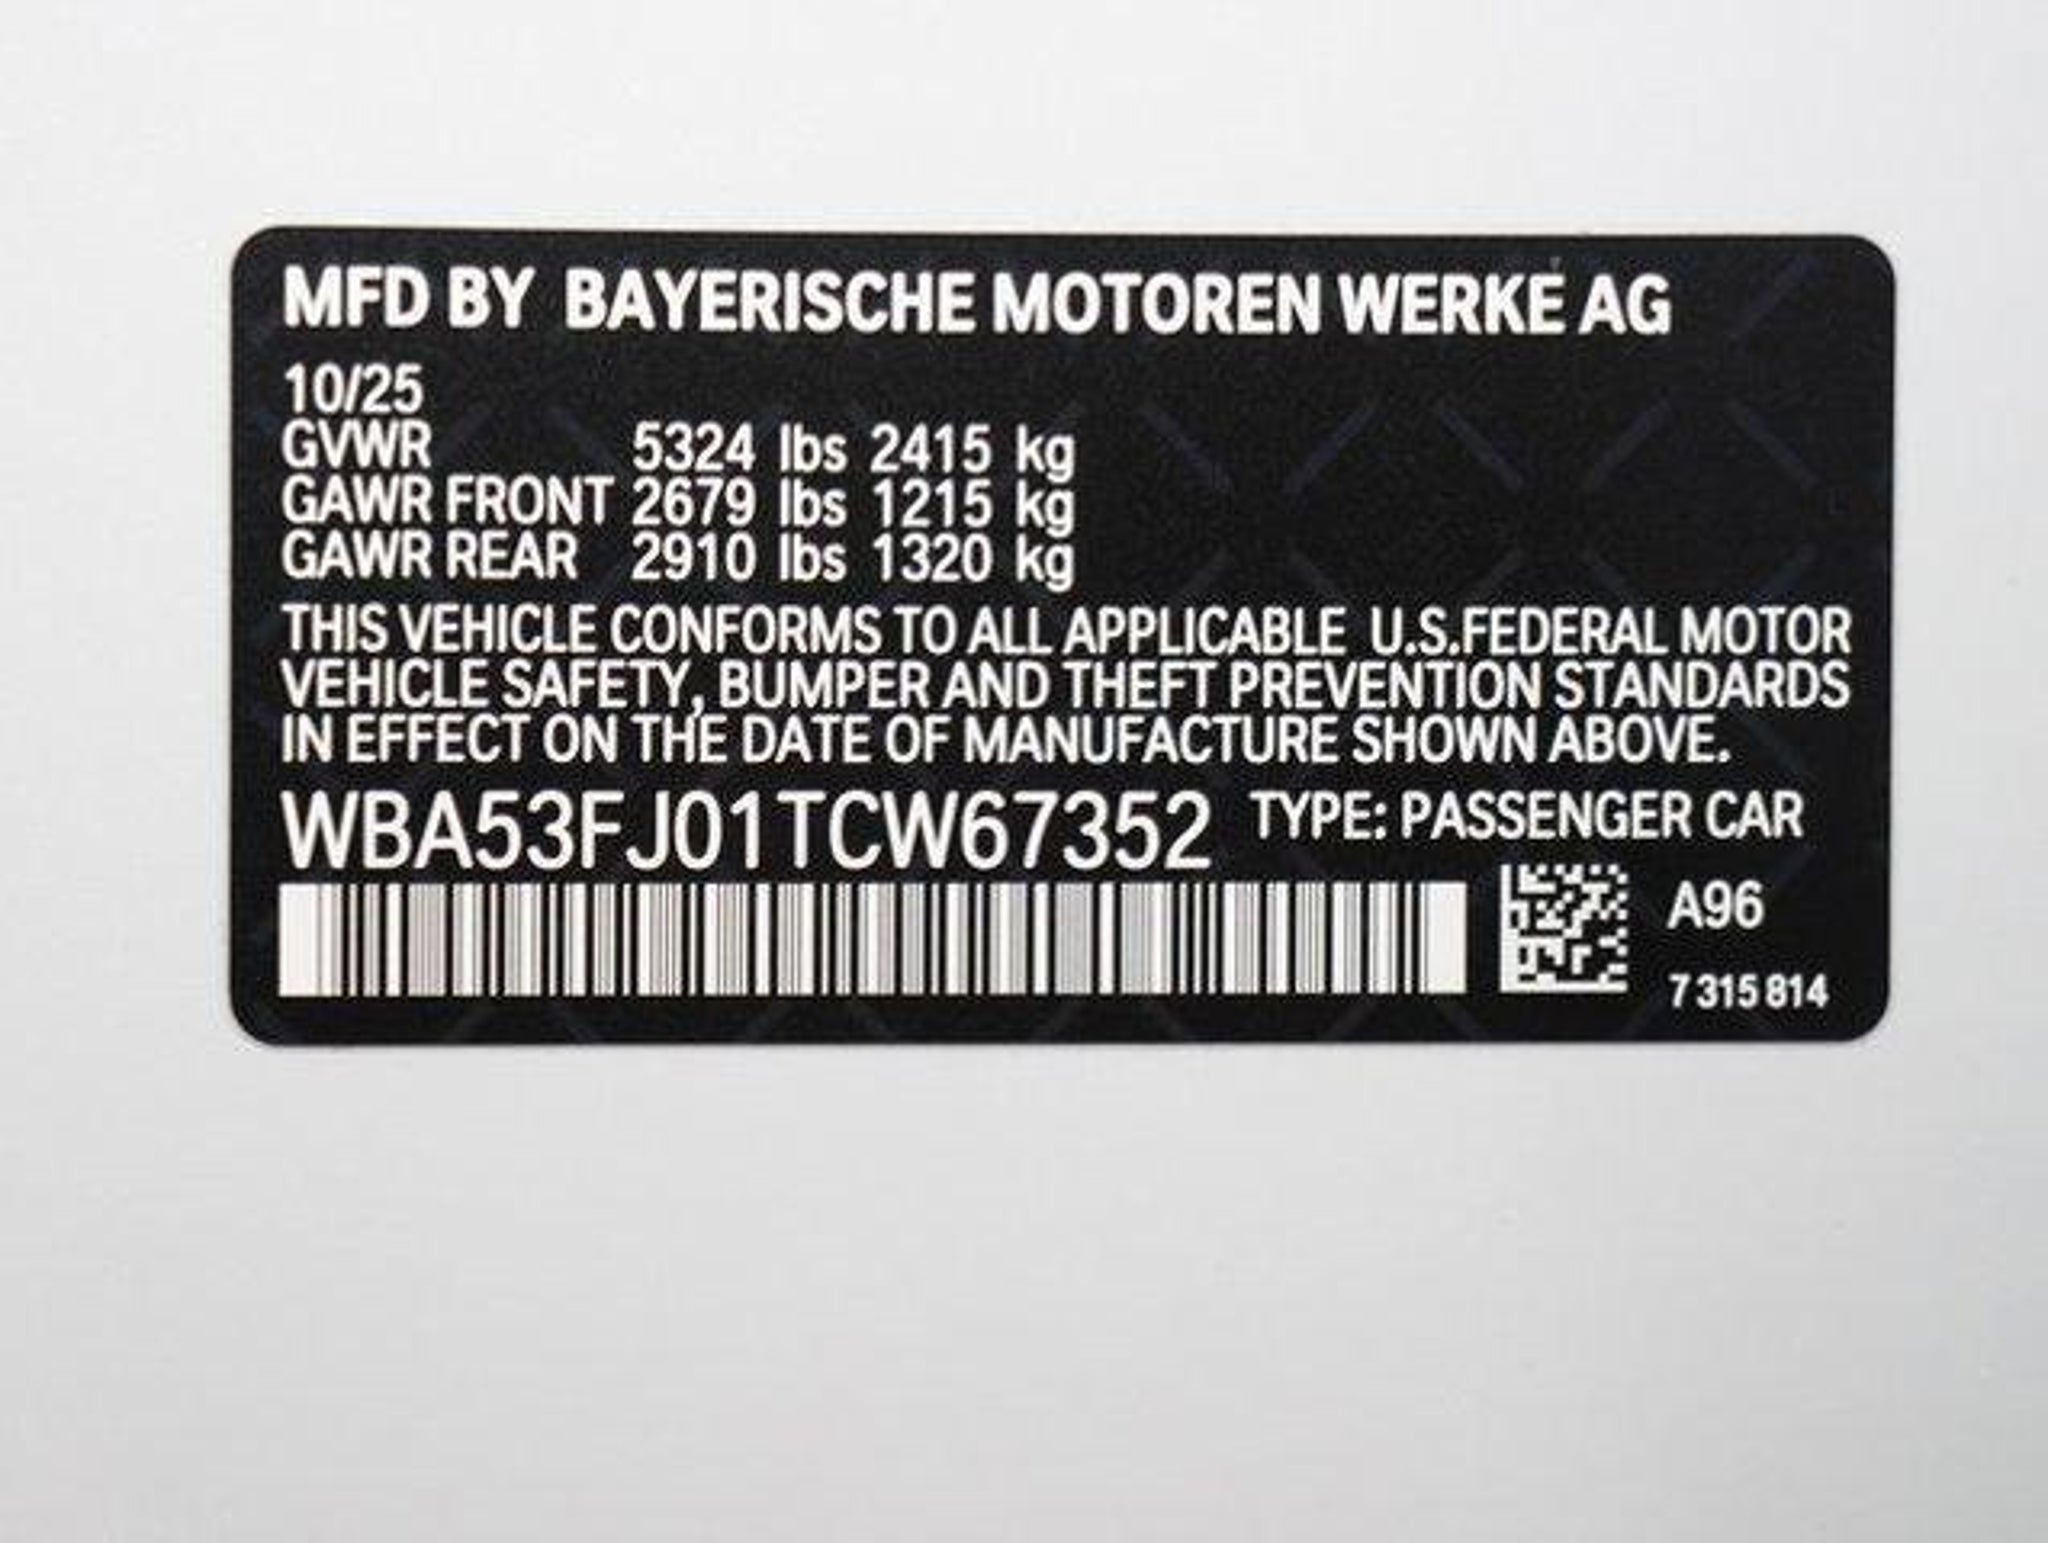 MFD BY BAYERISCHE MOTOREN WERKE AG
10/25
GVWR 5324 lbs 2415 kg
GAWR FRONT 2679 lbs 1215 kg
GAWR REAR 2910 lbs 1320 kg
THIS VEHICLE CONFORMS TO ALL APPLICABLE U.S.FEDERAL MOTOR
VEHICLE SAFETY, BUMPER AND THEFT PREVENTION STANDARDS
IN EFFECT ON THE DATE OF MANUFACTURE SHOWN ABOVE.
WBA53FJ01TCW67352 TYPE: PASSENGER CAR
A96
7 315 814